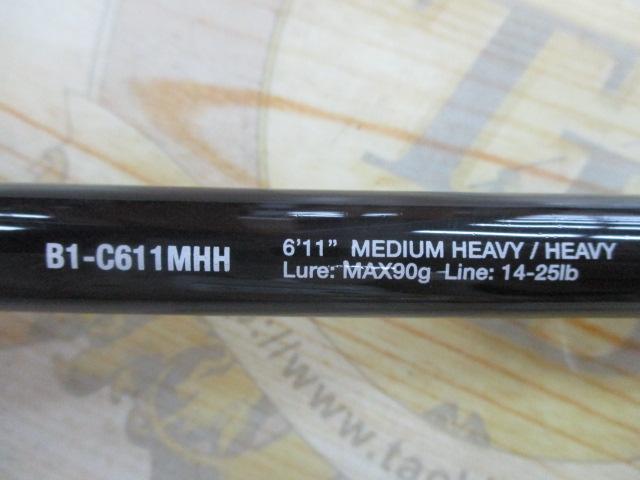 B1-C611MHH
6'11” MEDIUM HEAVY / HEAVY
Lure: MAX90g Line: 14-25lb